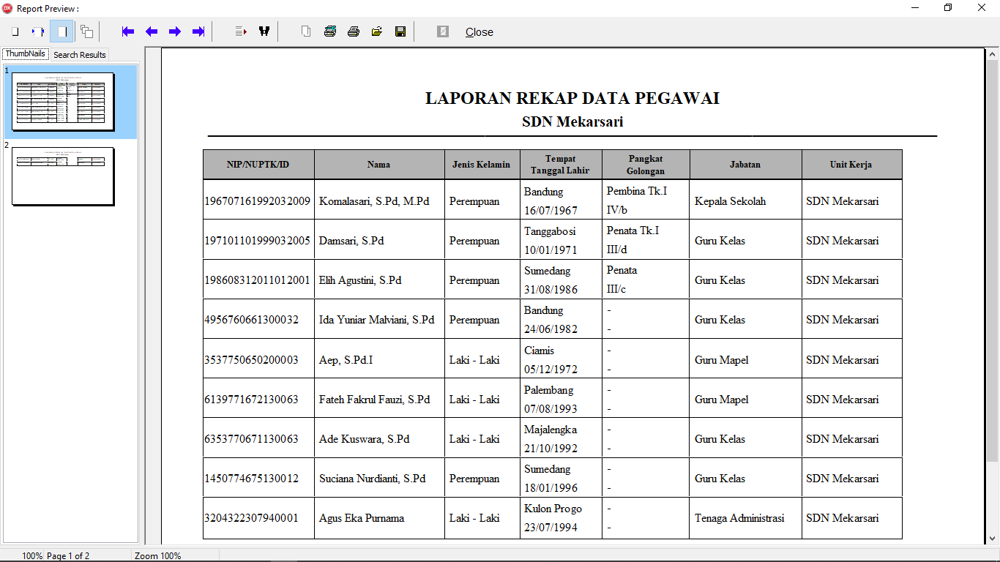 Report Preview :
Close
ThumbNails Search Results
1
2
LAPORAN REKAP DATA PEGAWAI
SDN Mekarsari
NIP/NUPTK/ID Nama Jenis Kelamin Tempat Tanggal Lahir Pangkat Golongan Jabatan Unit Kerja
196707161992032009 Komalasari, S.Pd, M.Pd Perempuan Bandung 16/07/1967 Pembina Tk.I IV/b Kepala Sekolah SDN Mekarsari
197101101999032005 Damsari, S.Pd Perempuan Tanggabosi 10/01/1971 Penata Tk.I III/d Guru Kelas SDN Mekarsari
198608312011012001 Elih Agustini, S.Pd Perempuan Sumedang 31/08/1986 Penata III/c Guru Kelas SDN Mekarsari
4956760661300032 Ida Yuniar Malviani, S.Pd Perempuan Bandung 24/06/1982 - - Guru Kelas SDN Mekarsari
3537750650200003 Aep, S.Pd.I Laki - Laki Ciamis 05/12/1972 - - Guru Mapel SDN Mekarsari
6139771672130063 Fateh Fakrul Fauzi, S.Pd Laki - Laki Palembang 07/08/1993 - - Guru Mapel SDN Mekarsari
6353770671130063 Ade Kuswara, S.Pd Laki - Laki Majalengka 21/10/1992 - - Guru Kelas SDN Mekarsari
1450774675130012 Suciana Nurdianti, S.Pd Perempuan Sumedang 18/01/1996 - - Guru Kelas SDN Mekarsari
3204322307940001 Agus Eka Purnama Laki - Laki Kulon Progo 23/07/1994 - - Tenaga Administrasi SDN Mekarsari
100% Page 1 of 2 Zoom 100%